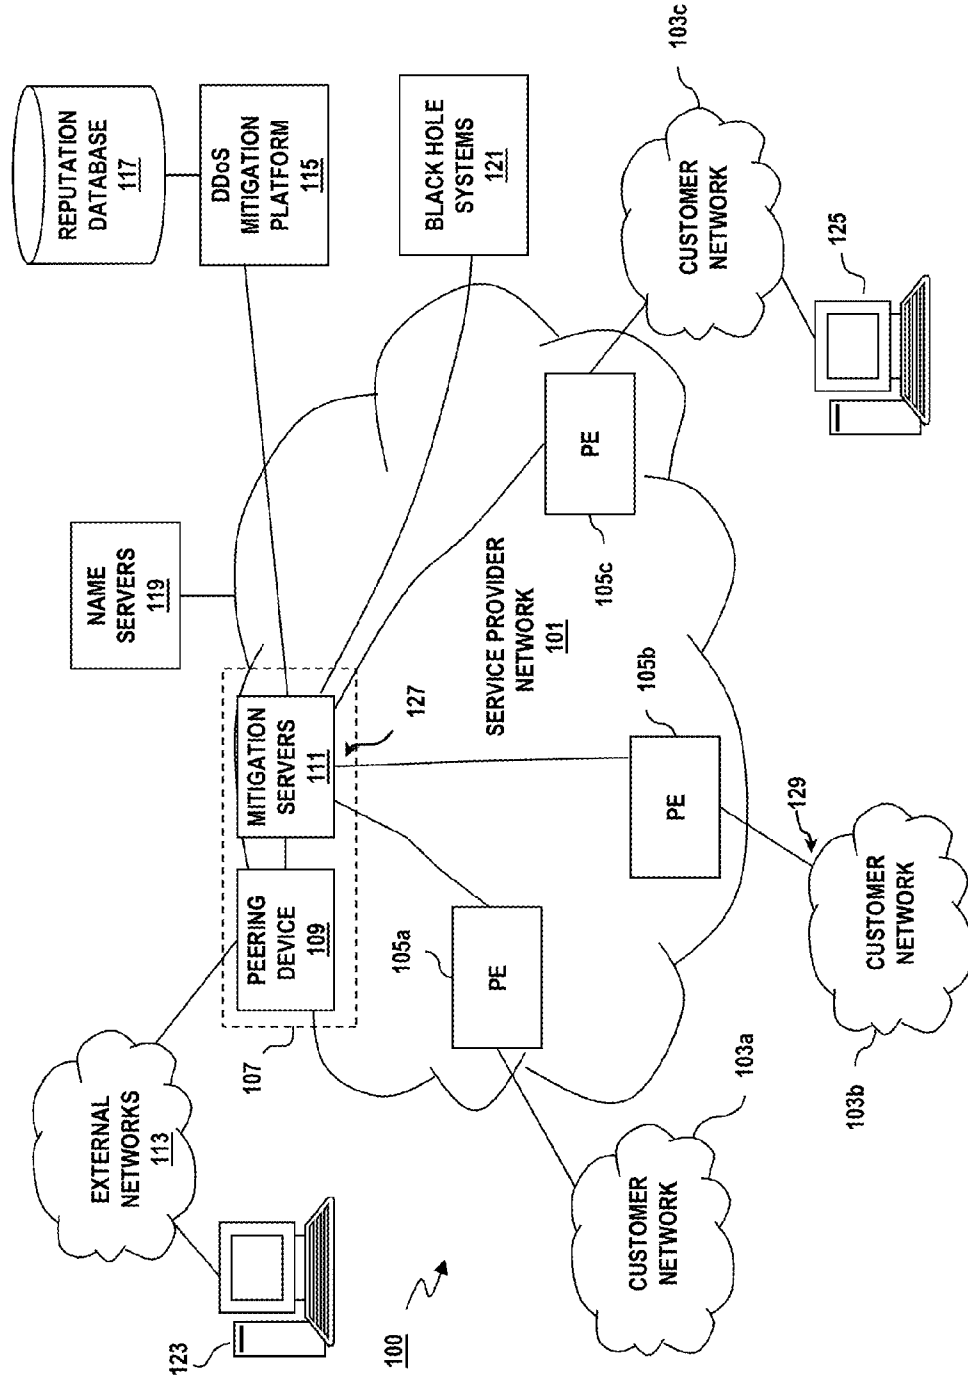 REPUTATION
DATABASE
117
DDoS
MITIGATION
PLATFORM
115
BLACK HOLE
SYSTEMS
121
103c
CUSTOMER
NETWORK
125
NAME
SERVERS
119
PE
105c
SERVICE PROVIDER
NETWORK
101
MITIGATION
SERVERS
111
127
105b
PE
PEERING
DEVICE
109
107
105a
PE
129
CUSTOMER
NETWORK
103b
EXTERNAL
NETWORKS
113
103a
CUSTOMER
NETWORK
123
100